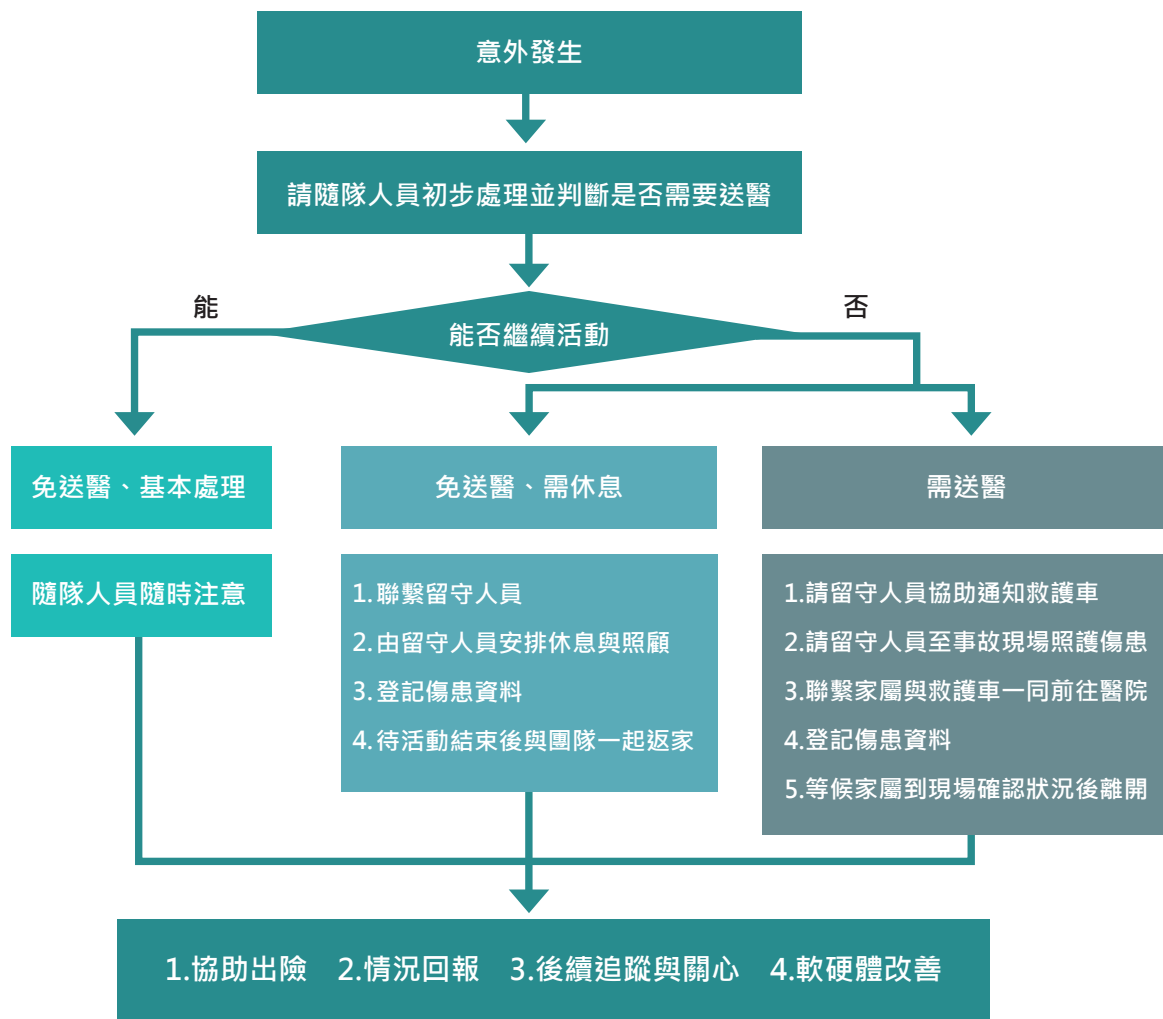 意外發生
請隨隊人員初步處理並判斷是否需要送醫
能
能否繼續活動
否
免送醫、基本處理
隨隊人員隨時注意
免送醫、需休息
1.聯繫留守人員
2.由留守人員安排休息與照顧
3.登記傷患資料
4.待活動結束後與團隊一起返家
需送醫
1.請留守人員協助通知救護車
2.請留守人員至事故現場照護傷患
3.聯繫家屬與救護車一同前往醫院
4.登記傷患資料
5.等候家屬到現場確認狀況後離開
1.協助出險 2.情況回報 3.後續追蹤與關心 4.軟硬體改善